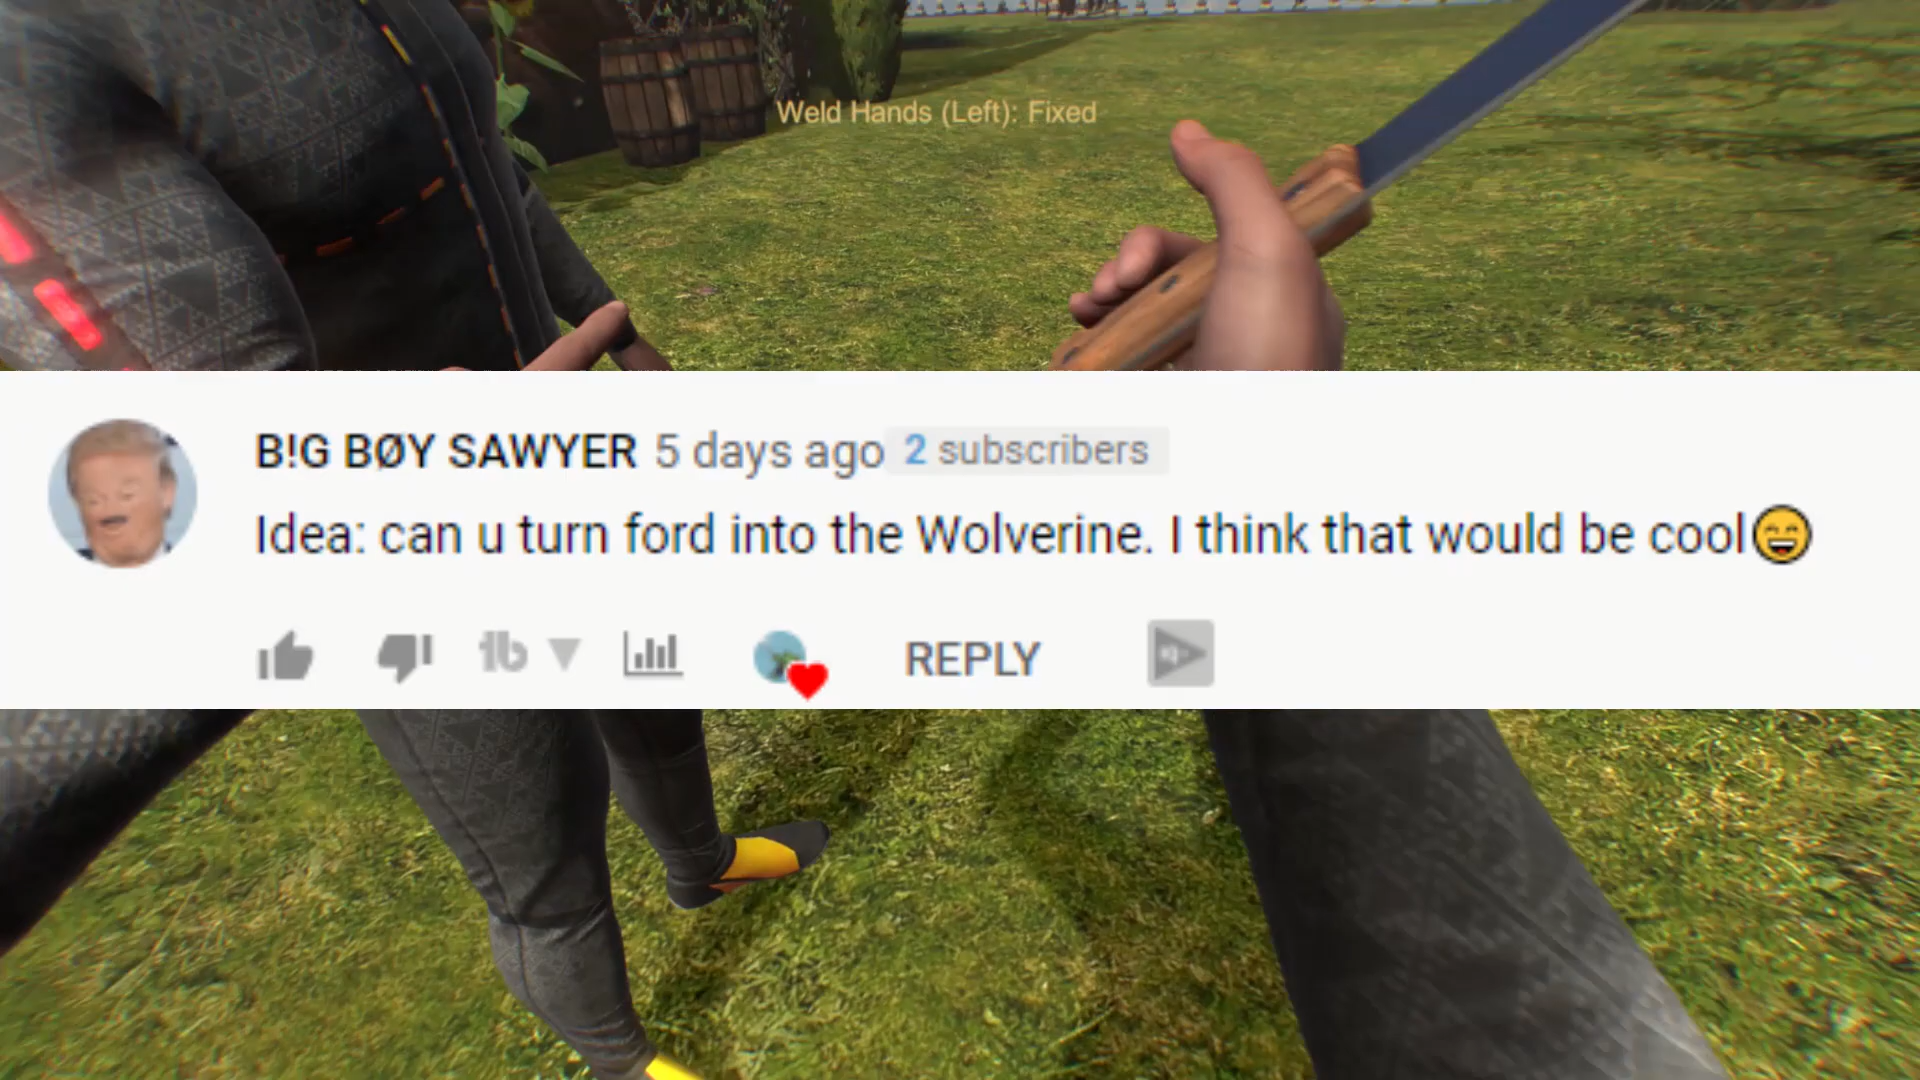 Weld Hands (Left): Fixed
B!G BØY SAWYER 5 days ago 2 subscribers
Idea: can u turn ford into the Wolverine. I think that would be cool😄
REPLY